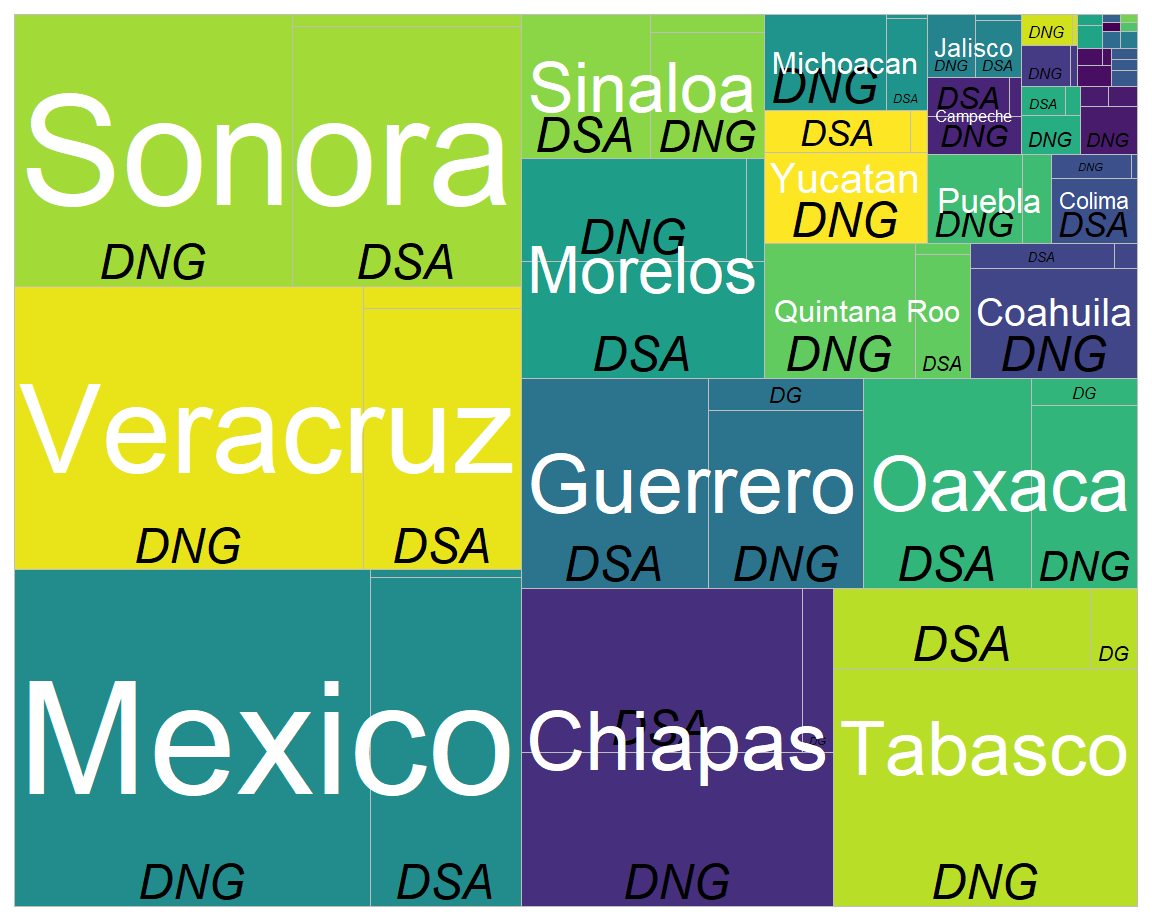 Sonora
DNG
DSA
Veracruz
DNG
DSA
Mexico
DNG
DSA
Sinaloa
DSA
DNG
DNG
Morelos
DSA
Michoacan
DNG
DSA
DSA
Yucatan
DNG
Jalisco
DNG
DSA
DSA
Campeche
DNG
DNG
DNG
DSA
DNG
DNG
Puebla
DNG
DNG
Colima
DSA
Quintana Roo
DNG
DSA
DSA
Coahuila
DNG
Guerrero
DSA
DG
DNG
Oaxaca
DSA
DG
DNG
DSA
DG
Chiapas
DNG
DSA
DG
Tabasco
DNG